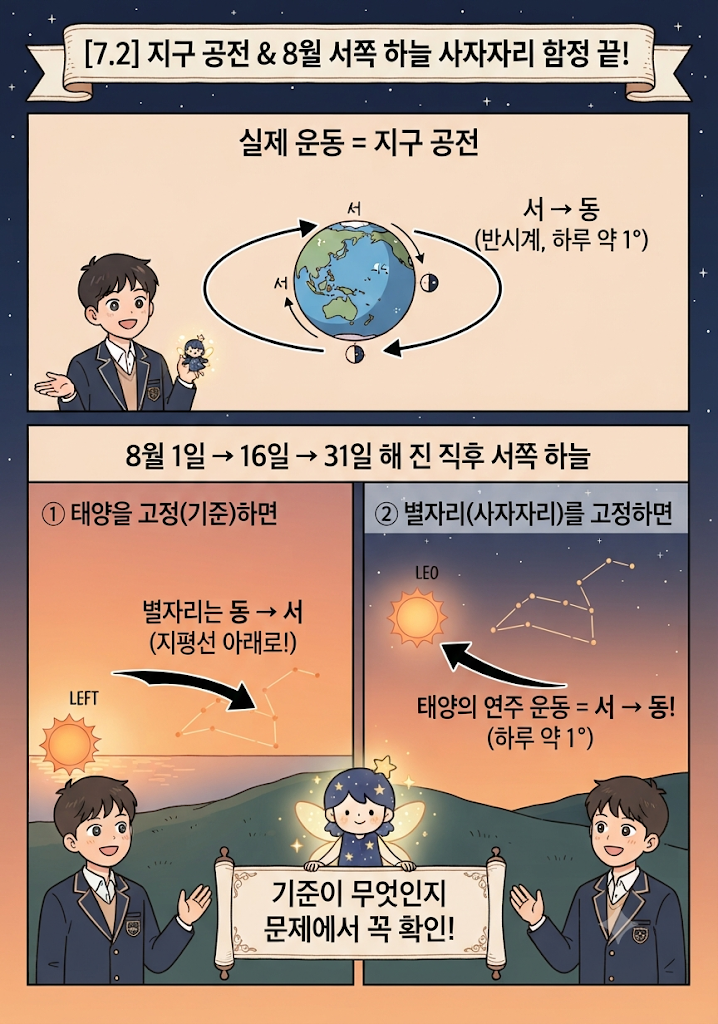 [7.2] 지구 공전 & 8월 서쪽 하늘 사자자리 함정 끝!
실제 운동 = 지구 공전
서
서
서 → 동
(반시계, 하루 약 1°)
8월 1일 → 16일 → 31일 해 진 직후 서쪽 하늘
① 태양을 고정(기준)하면
별자리는 동 → 서
(지평선 아래로!)
LEFT
② 별자리(사자자리)를 고정하면
LEO
태양의 연주 운동 = 서 → 동!
(하루 약 1°)
기준이 무엇인지
문제에서 꼭 확인!